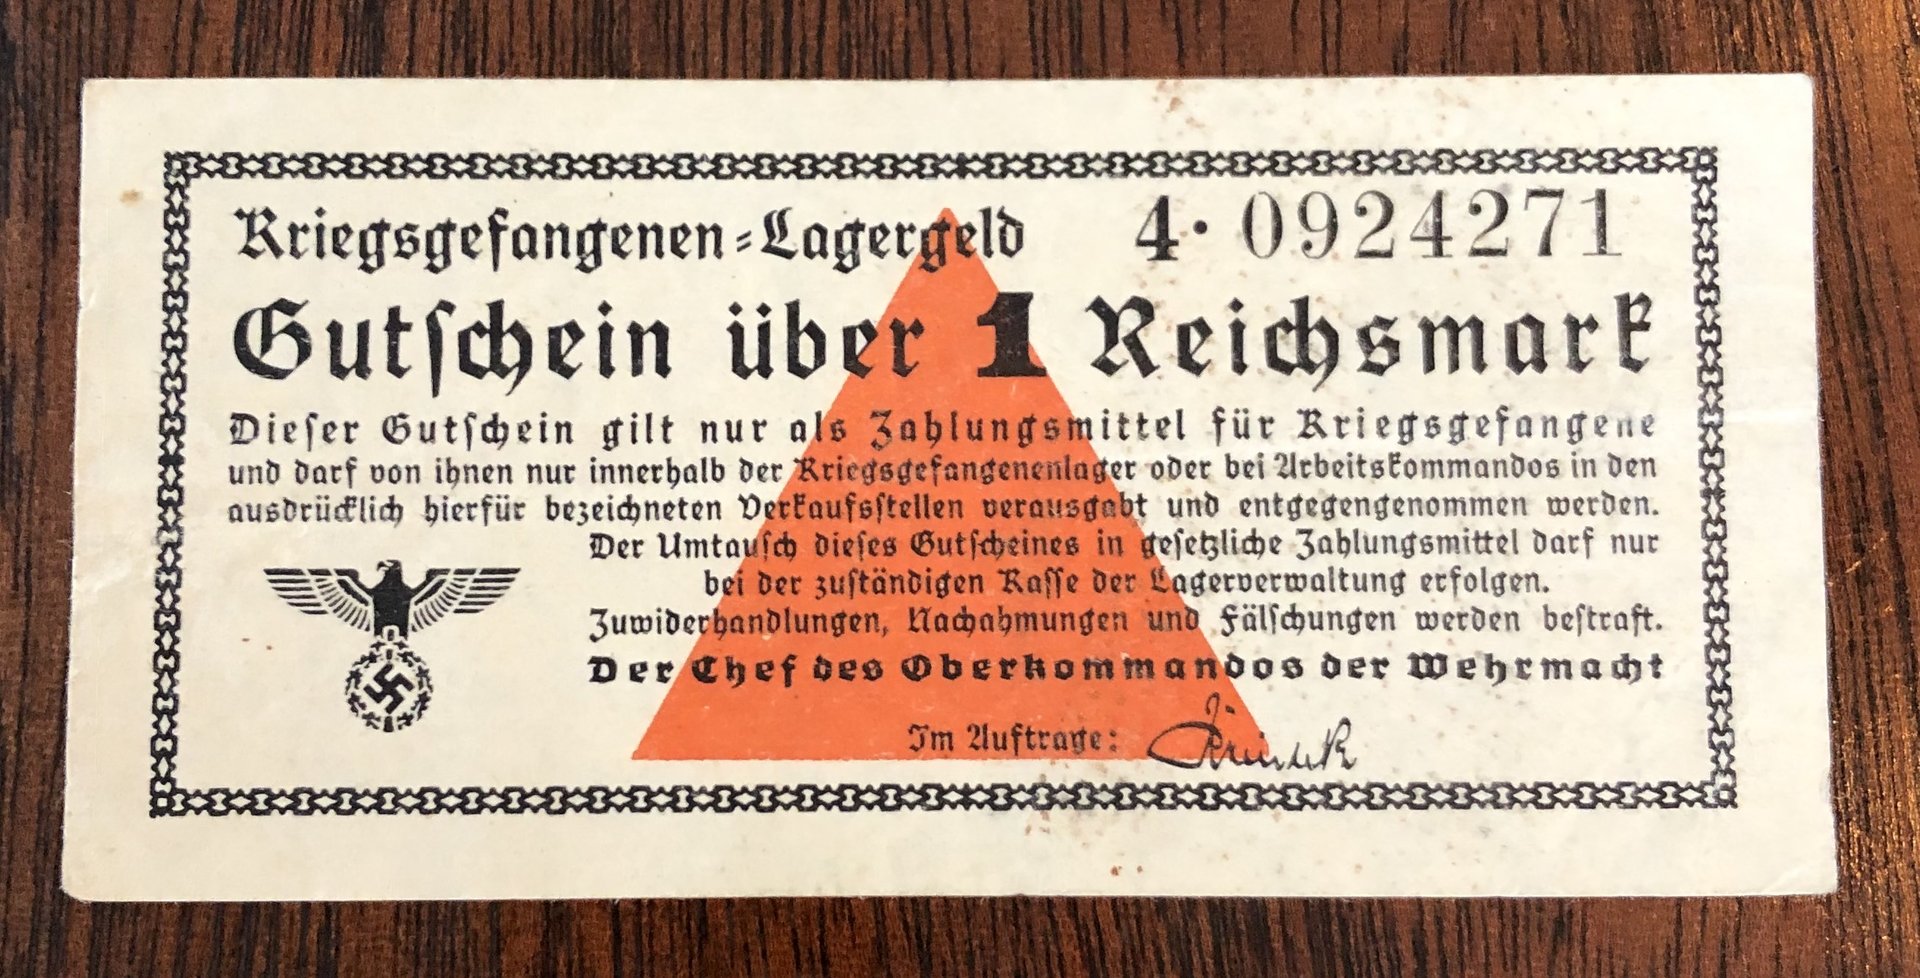 Kriegsgefangenen-Lagergeld 4· 0924271
Gutschein über 1 Reichsmark
Dieser Gutschein gilt nur als Zahlungsmittel für Kriegsgefangene
und darf von ihnen nur innerhalb der Kriegsgefangenenlager oder bei Arbeitskommandos in den
ausdrücklich hierfür bezeichneten Verkaufsstellen verausgabt und entgegengenommen werden.
Der Umtausch dieses Gutscheines in gesetzliche Zahlungsmittel darf nur
bei der zuständigen Kasse der Lagerverwaltung erfolgen.
Zuwiderhandlungen, Nachahmungen und Fälschungen werden bestraft.
Der Chef des Oberkommandos der Wehrmacht
Im Auftrage: